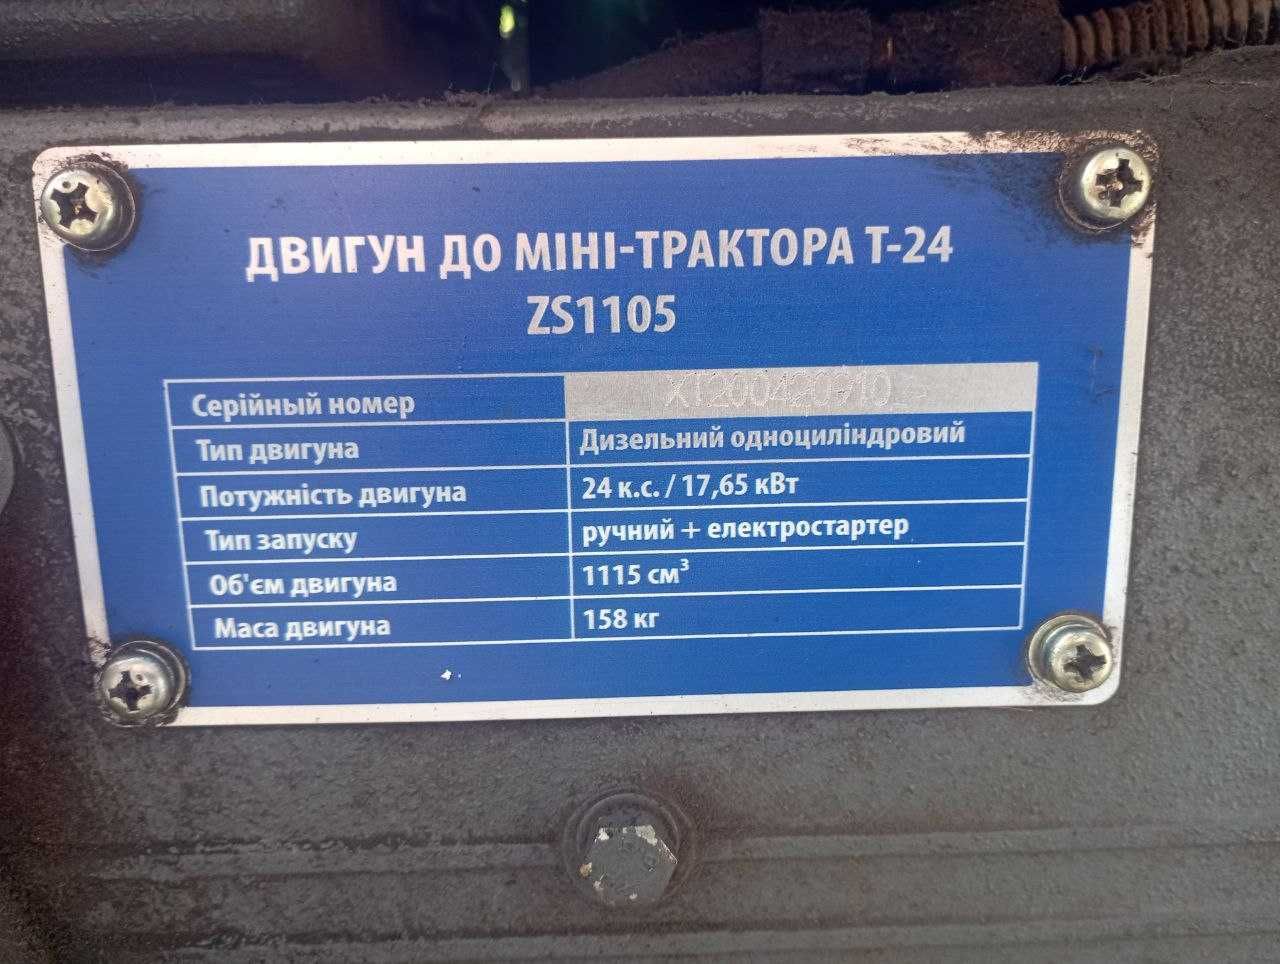 ДВИГУН ДО МІНІ-ТРАКТОРА Т-24
ZS1105
Серійный номер XT200420910
Тип двигуна Дизельний одноциліндровий
Потужність двигуна 24 к.с. / 17,65 кВт
Тип запуску ручний + електростартер
Об'єм двигуна 1115 см³
Маса двигуна 158 кг